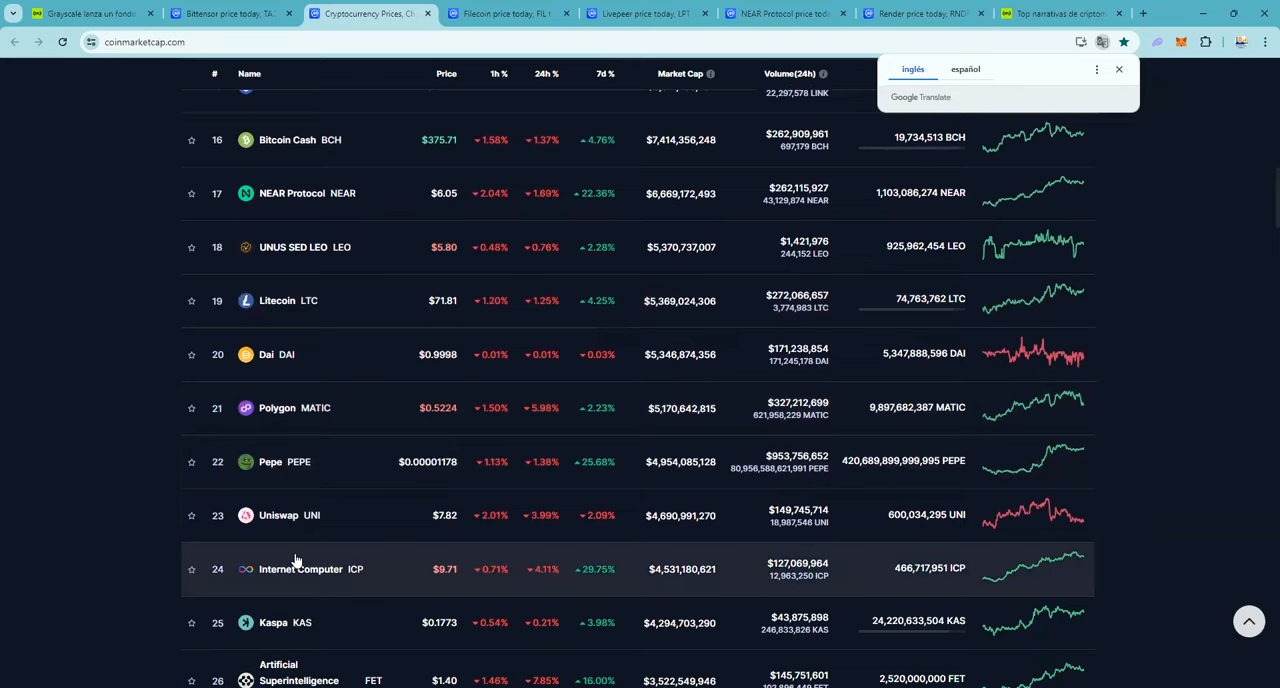 Grayscale lanza un fondo
Bittensor price today, TA
Cryptocurrency Prices, Ch
Filecoin price today, FIL t
Livepeer price today, LPT
NEAR Protocol price toda
Render price today, RNDR
Top narrativas de criptom
coinmarketcap.com
inglés español
Google Translate
# Name Price 1h % 24h % 7d % Market Cap Volume(24h)
22,297,578 LINK
16 Bitcoin Cash BCH $375.71 1.58% 1.37% 4.76% $7,414,356,248 $262,909,961 19,734,513 BCH
697,179 BCH
17 NEAR Protocol NEAR $6.05 2.04% 1.69% 22.36% $6,669,172,493 $262,115,927 1,103,086,274 NEAR
43,129,874 NEAR
18 UNUS SED LEO LEO $5.80 0.48% 0.76% 2.28% $5,370,737,007 $1,421,976 925,962,454 LEO
244,152 LEO
19 Litecoin LTC $71.81 1.20% 1.25% 4.25% $5,369,024,306 $272,066,657 74,763,762 LTC
3,774,983 LTC
20 Dai DAI $0.9998 0.01% 0.01% 0.03% $5,346,874,356 $171,238,854 5,347,888,596 DAI
171,245,178 DAI
21 Polygon MATIC $0.5224 1.50% 5.98% 2.23% $5,170,642,815 $327,212,699 9,897,682,387 MATIC
621,958,229 MATIC
22 Pepe PEPE $0.00001178 1.13% 1.38% 25.68% $4,954,085,128 $953,756,652 420,689,899,999,995 PEPE
80,956,588,621,991 PEPE
23 Uniswap UNI $7.82 2.01% 3.99% 2.09% $4,690,991,270 $149,745,714 600,034,295 UNI
18,987,546 UNI
24 Internet Computer ICP $9.71 0.71% 4.11% 29.75% $4,531,180,621 $127,069,964 466,717,951 ICP
12,963,250 ICP
25 Kaspa KAS $0.1773 0.54% 0.21% 3.98% $4,294,703,290 $43,875,898 24,220,633,504 KAS
246,833,826 KAS
26 Artificial Superintelligence FET $1.40 1.46% 7.85% 16.00% $3,522,549,946 $145,751,601 2,520,000,000 FET